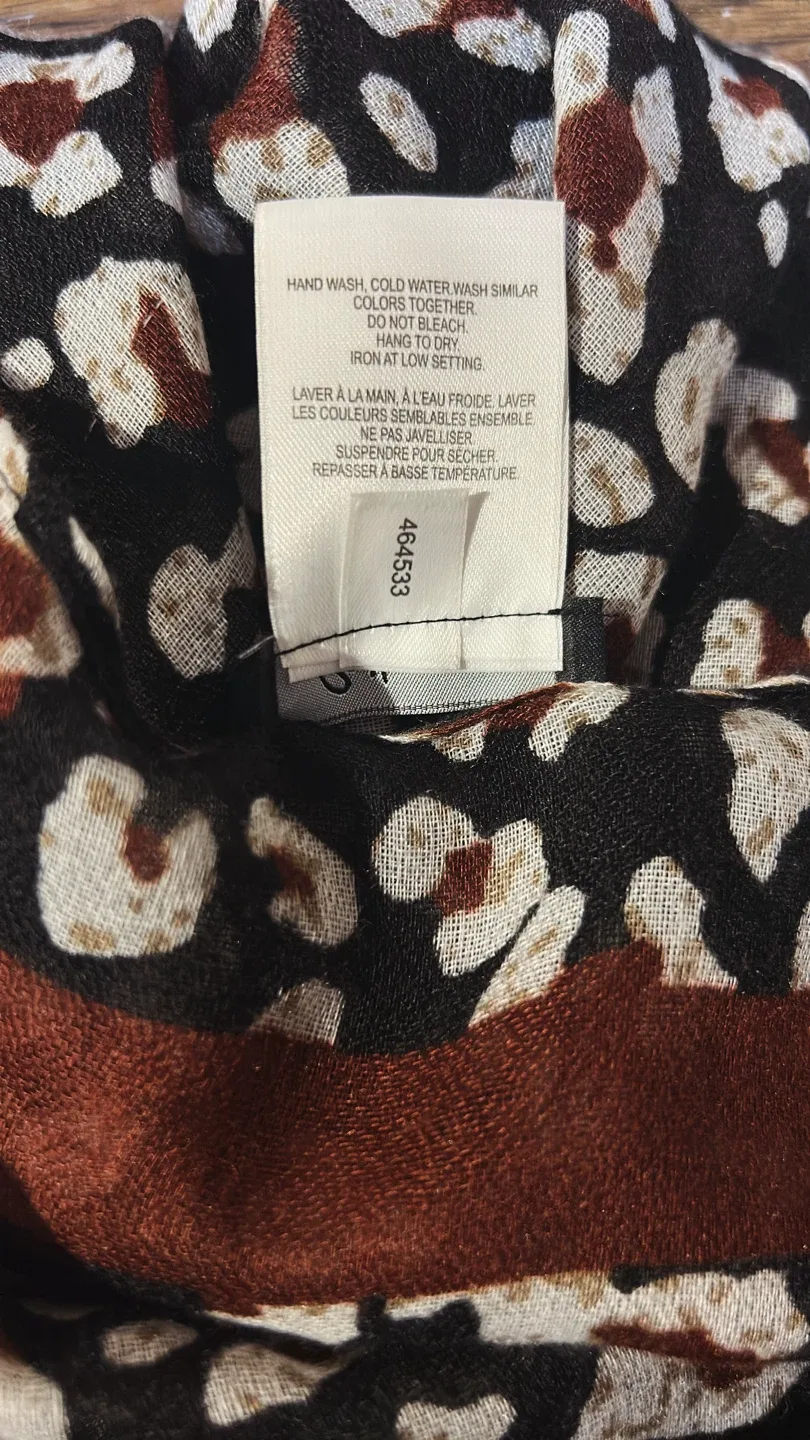 HAND WASH, COLD WATER.WASH SIMILAR
COLORS TOGETHER.
DO NOT BLEACH.
HANG TO DRY.
IRON AT LOW SETTING.
LAVER À LA MAIN, À L'EAU FROIDE. LAVER
LES COULEURS SEMBLABLES ENSEMBLE.
NE PAS JAVELLISER.
SUSPENDRE POUR SÉCHER.
REPASSER À BASSE TEMPÉRATURE.
464533